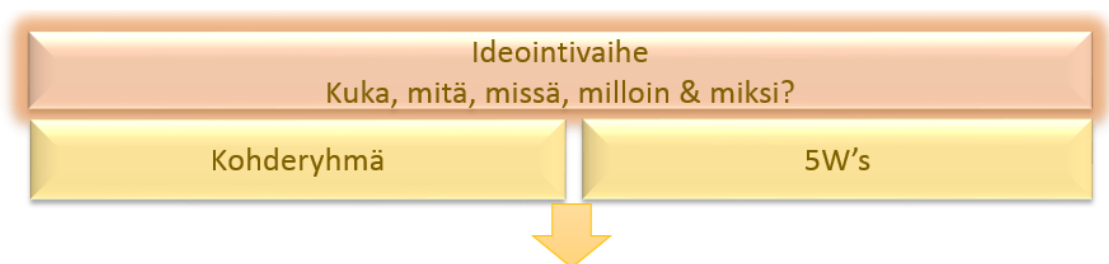 Ideointivaihe
Kuka, mitä, missä, milloin & miksi?
Kohderyhmä
5W’s